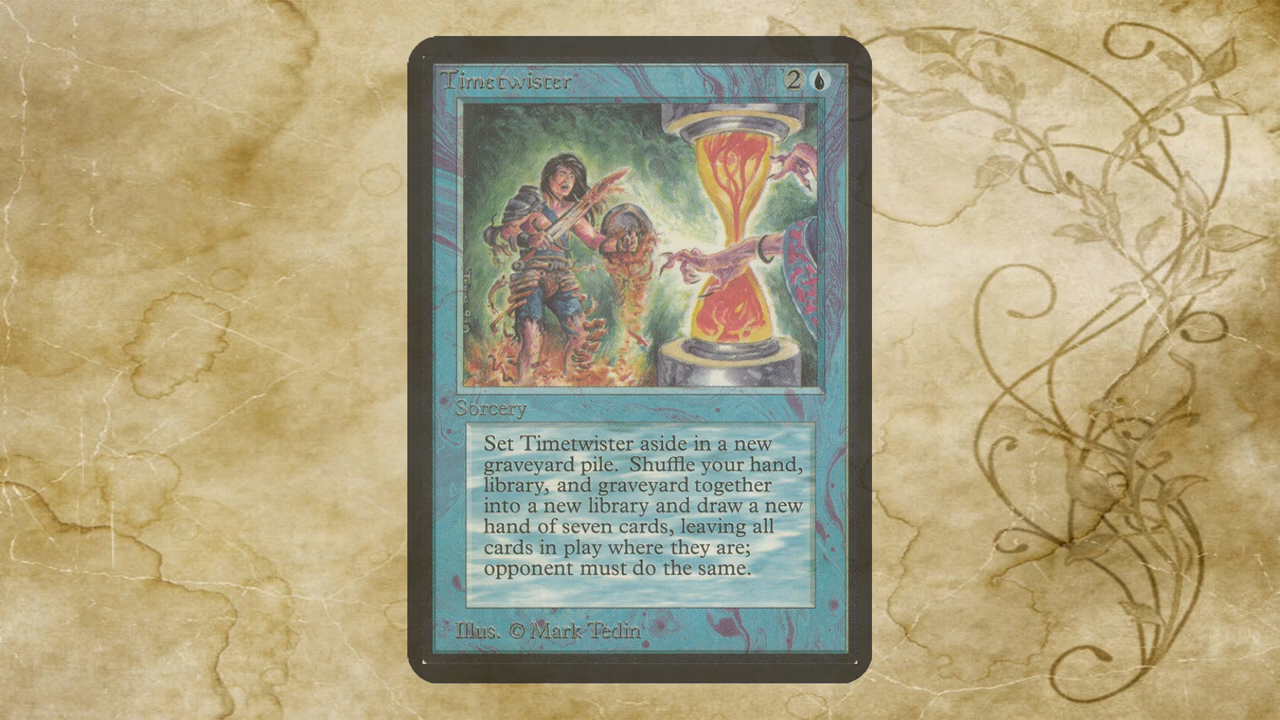 Timetwister 2
Sorcery
Set Timetwister aside in a new
graveyard pile. Shuffle your hand,
library, and graveyard together
into a new library and draw a new
hand of seven cards, leaving all
cards in play where they are;
opponent must do the same.
Illus. © Mark Tedin